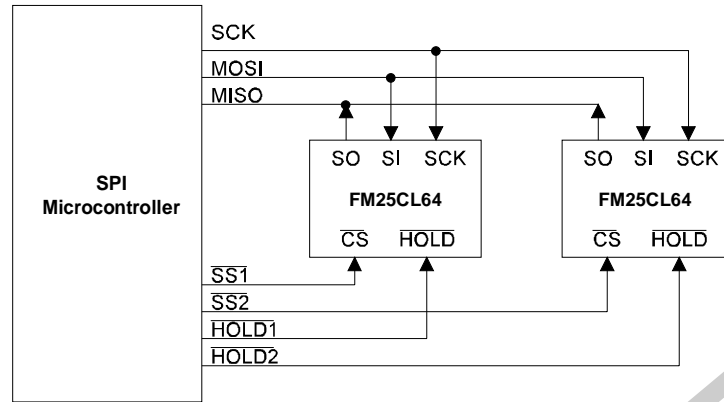 SCK
MOSI
MISO
SO SI SCK
SO SI SCK
SPI
Microcontroller
FM25CL64
FM25CL64
CS HOLD
CS HOLD
SS1
SS2
HOLD1
HOLD2